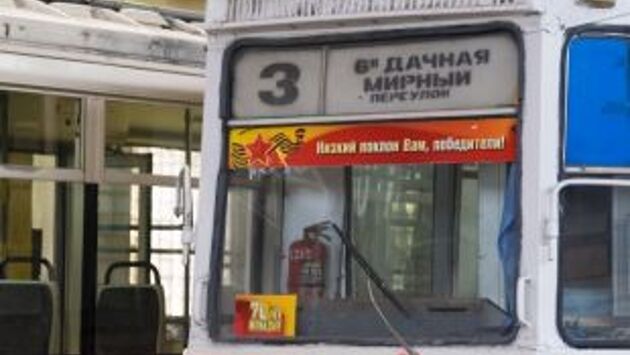 3
6я ДАЧНАЯ
МИРНЫЙ
ПЕРЕУЛОК
Низкий поклон Вам, победители!